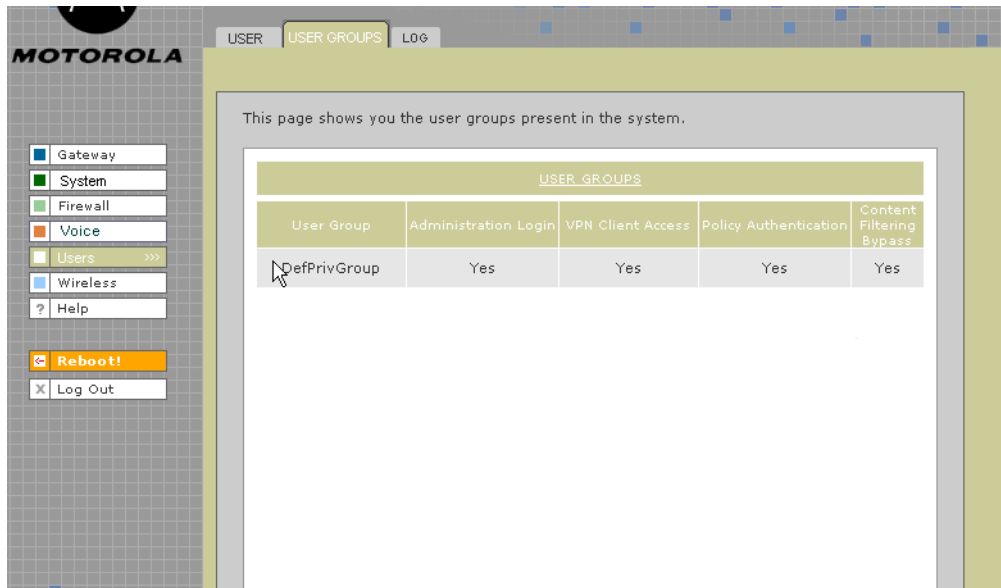 MOTOROLA
USER USER GROUPS LOG
This page shows you the user groups present in the system.
Gateway
System
Firewall
Voice
Users >>>
Wireless
? Help
Reboot!
X Log Out
USER GROUPS
User Group Administration Login VPN Client Access Policy Authentication Content Filtering Bypass
DefPrivGroup Yes Yes Yes Yes